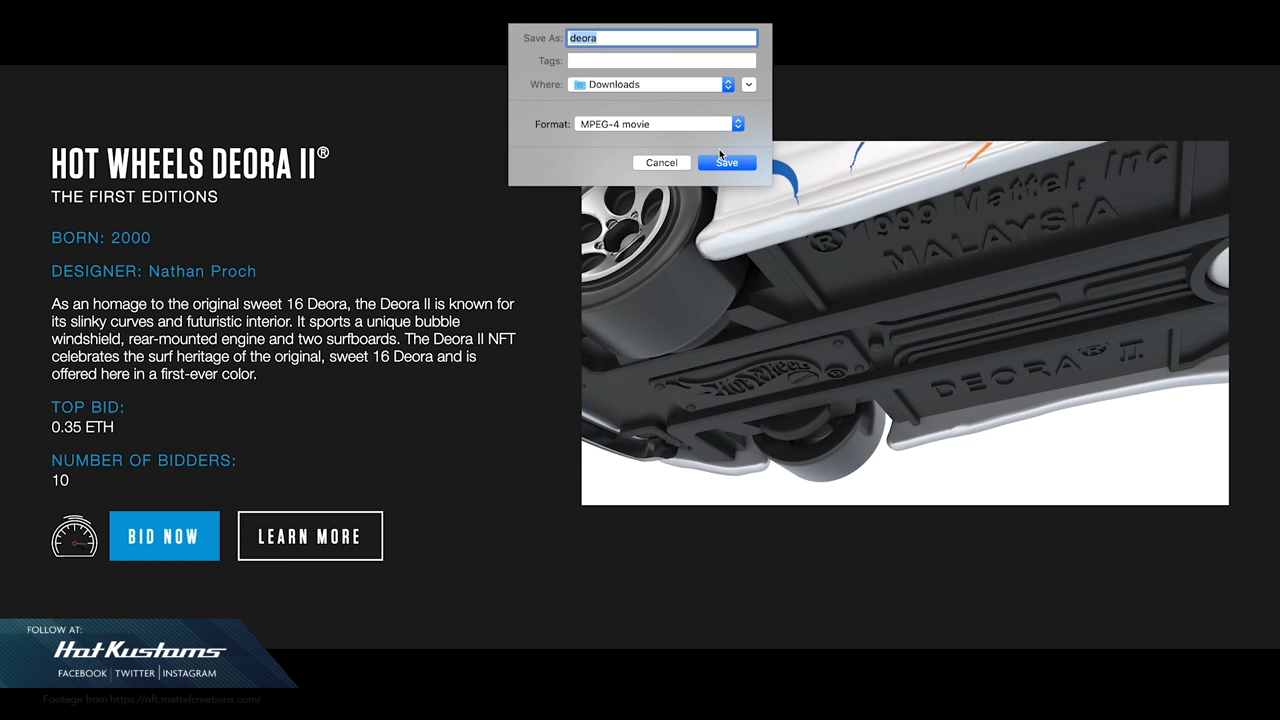 Save As: deora
Tags:
Where: Downloads
Format: MPEG-4 movie
Cancel Save
HOT WHEELS DEORA II®
THE FIRST EDITIONS
BORN: 2000
DESIGNER: Nathan Proch
As an homage to the original sweet 16 Deora, the Deora II is known for
its slinky curves and futuristic interior. It sports a unique bubble
windshield, rear-mounted engine and two surfboards. The Deora II NFT
celebrates the surf heritage of the original, sweet 16 Deora and is
offered here in a first-ever color.
TOP BID:
0.35 ETH
NUMBER OF BIDDERS:
10
BID NOW LEARN MORE
® 1999 Mattel, Inc
MALAYSIA
Hot Wheels ®
DEORA® II
FOLLOW AT:
HotKustoms
FACEBOOK | TWITTER | INSTAGRAM
Footage from https://nft.mattelcreations.com/